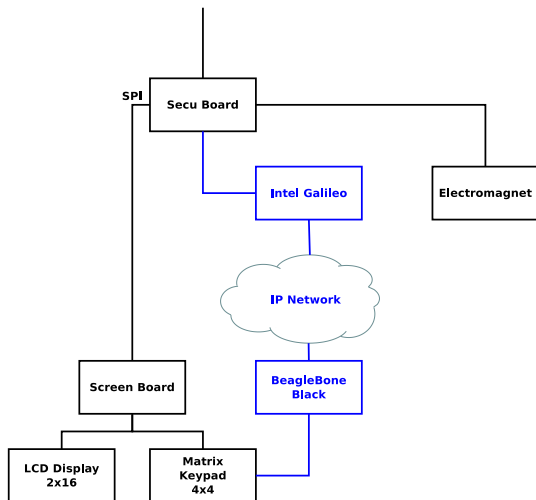 SPI
Secu Board
Intel Galileo
Electromagnet
IP Network
Screen Board
BeagleBone
Black
LCD Display
2x16
Matrix
Keypad
4x4